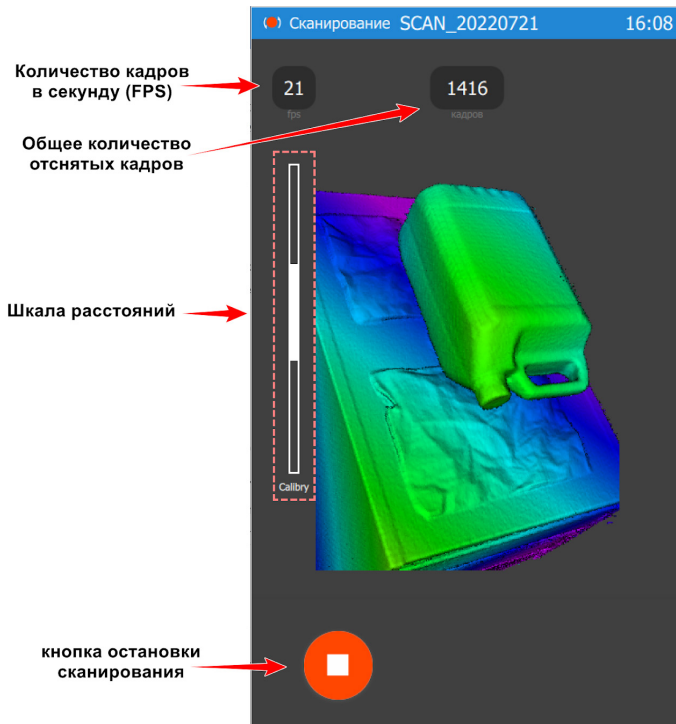 Сканирование SCAN_20220721 16:08
Количество кадров
в секунду (FPS)
21
fps
1416
кадров
Общее количество
отснятых кадров
Шкала расстояний
Calibry
кнопка остановки
сканирования